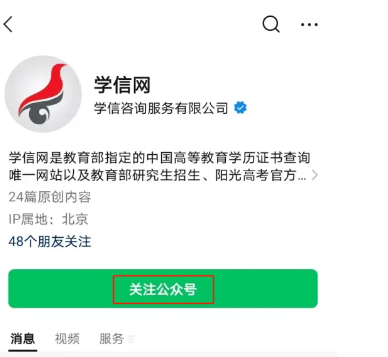 学信网
学信咨询服务有限公司
学信网是教育部指定的中国高等教育学历证书查询
唯一网站以及教育部研究生招生、阳光高考官方...
24篇原创内容
IP属地：北京
48个朋友关注
关注公众号
消息 视频 服务